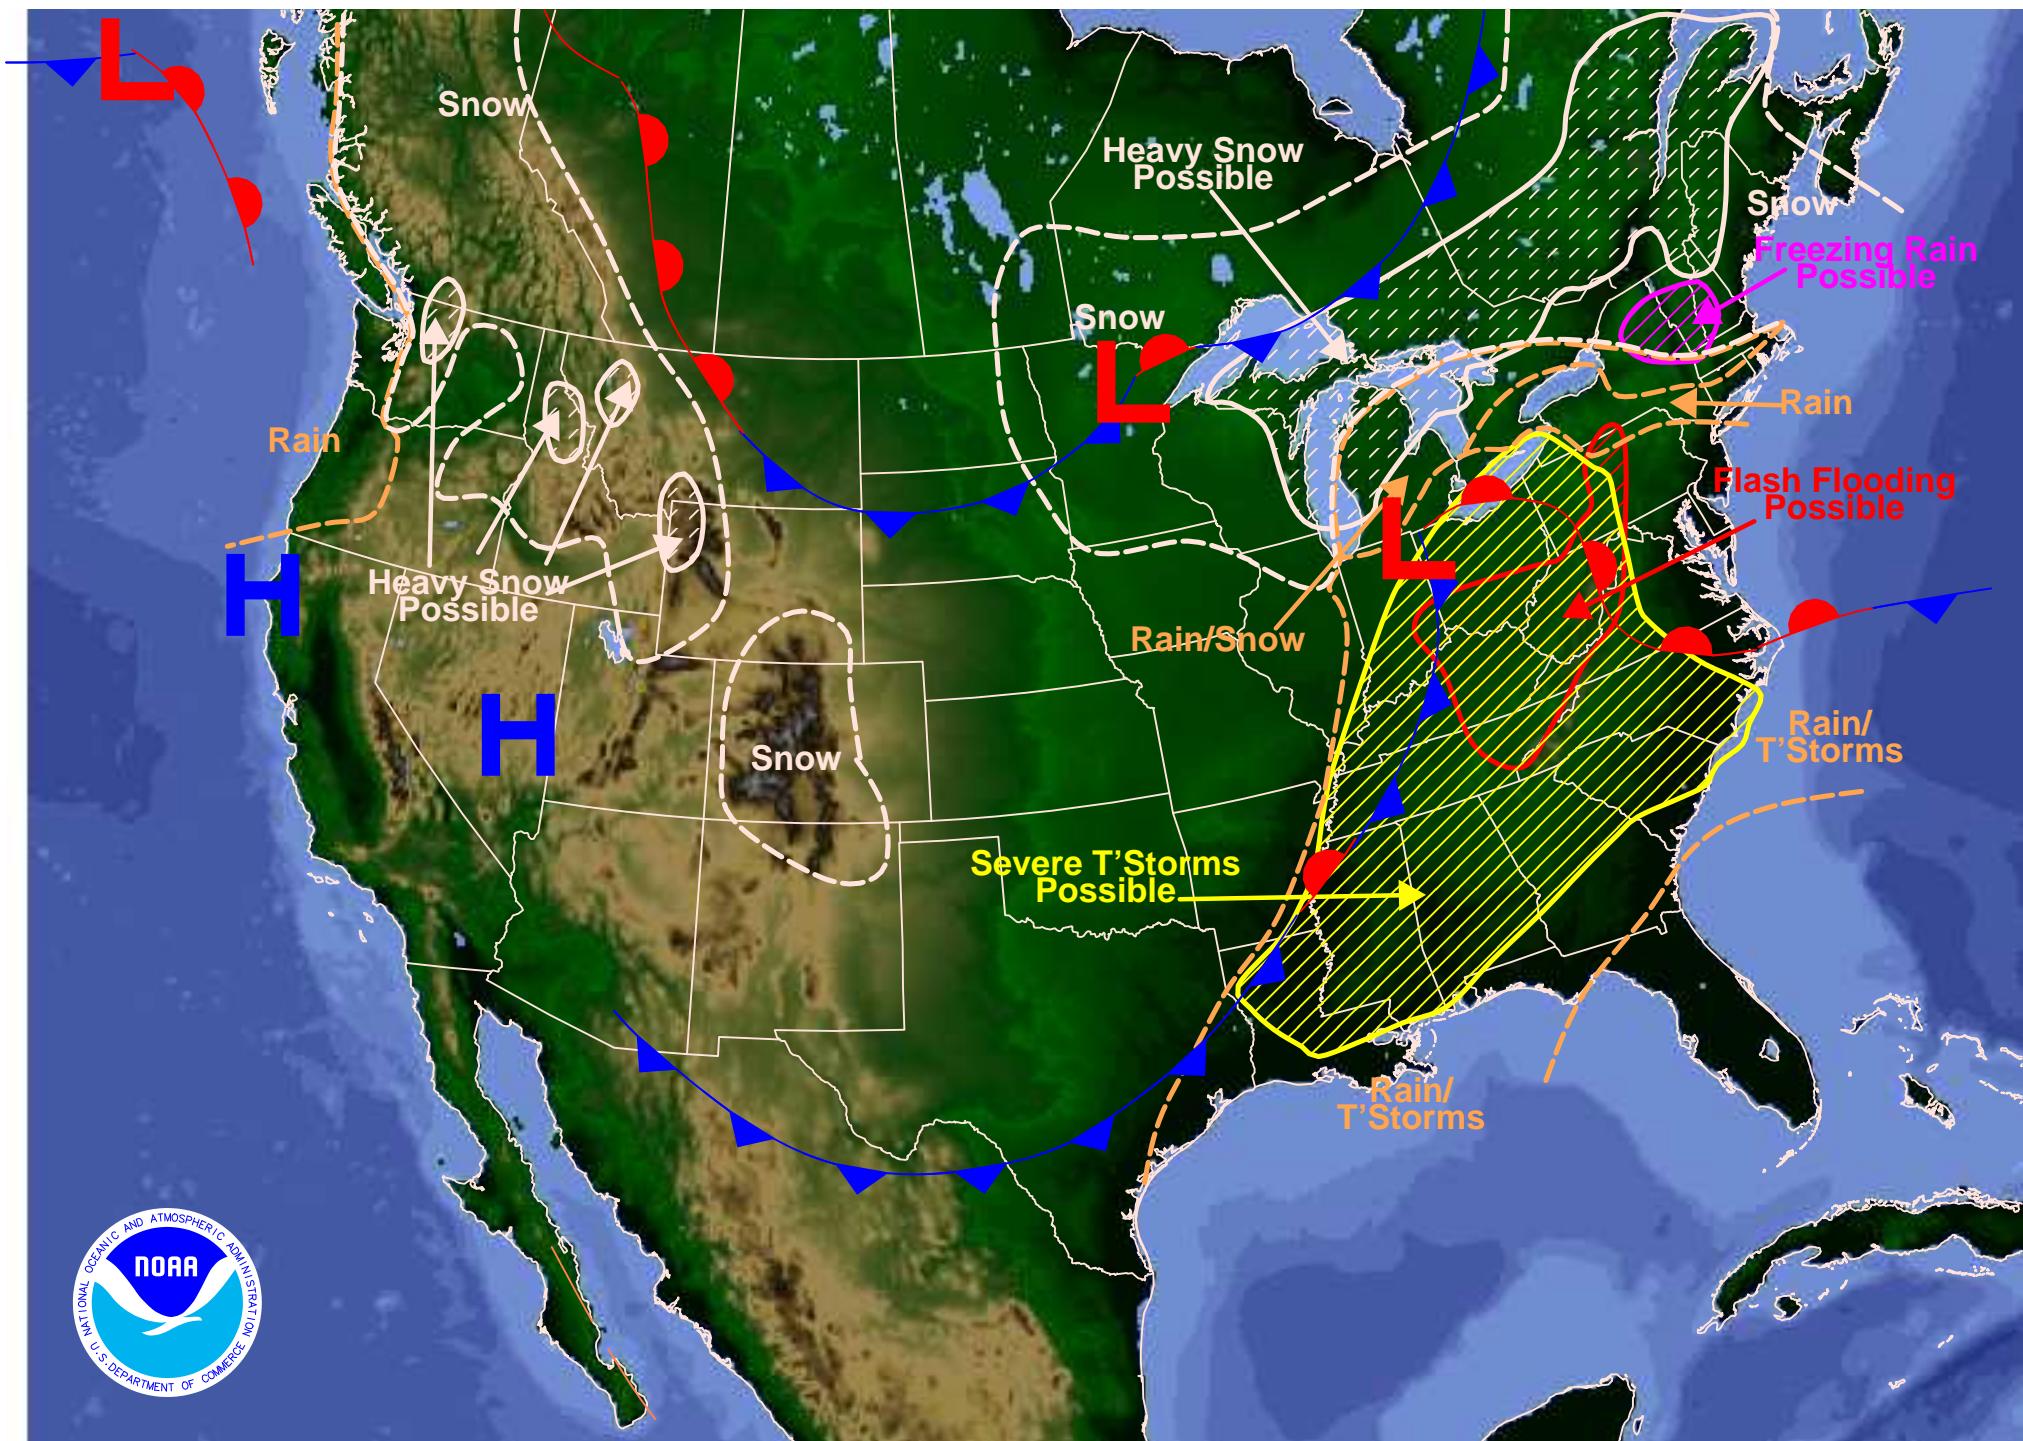 L
Snow
Heavy Snow
Possible
Snow
Freezing Rain
Possible
Snow
L
Rain
Rain
Flash Flooding
Possible
L
H
Heavy Snow
Possible
Rain/Snow
H
Snow
Rain/
T'Storms
Severe T'Storms
Possible
Rain/
T'Storms
NATIONAL OCEANIC AND ATMOSPHERIC ADMINISTRATION
NOAA
U.S. DEPARTMENT OF COMMERCE